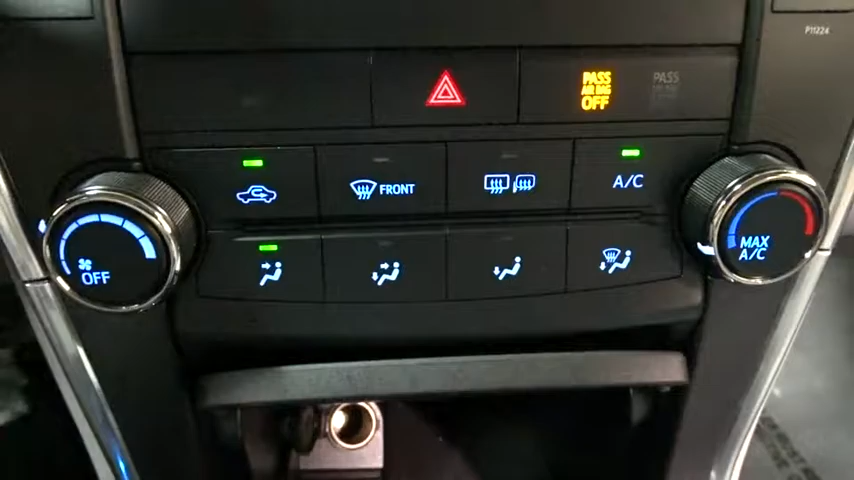 P11224
PASS
AIR BAG
OFF
PASS
FRONT
A/C
OFF
MAX
A/C